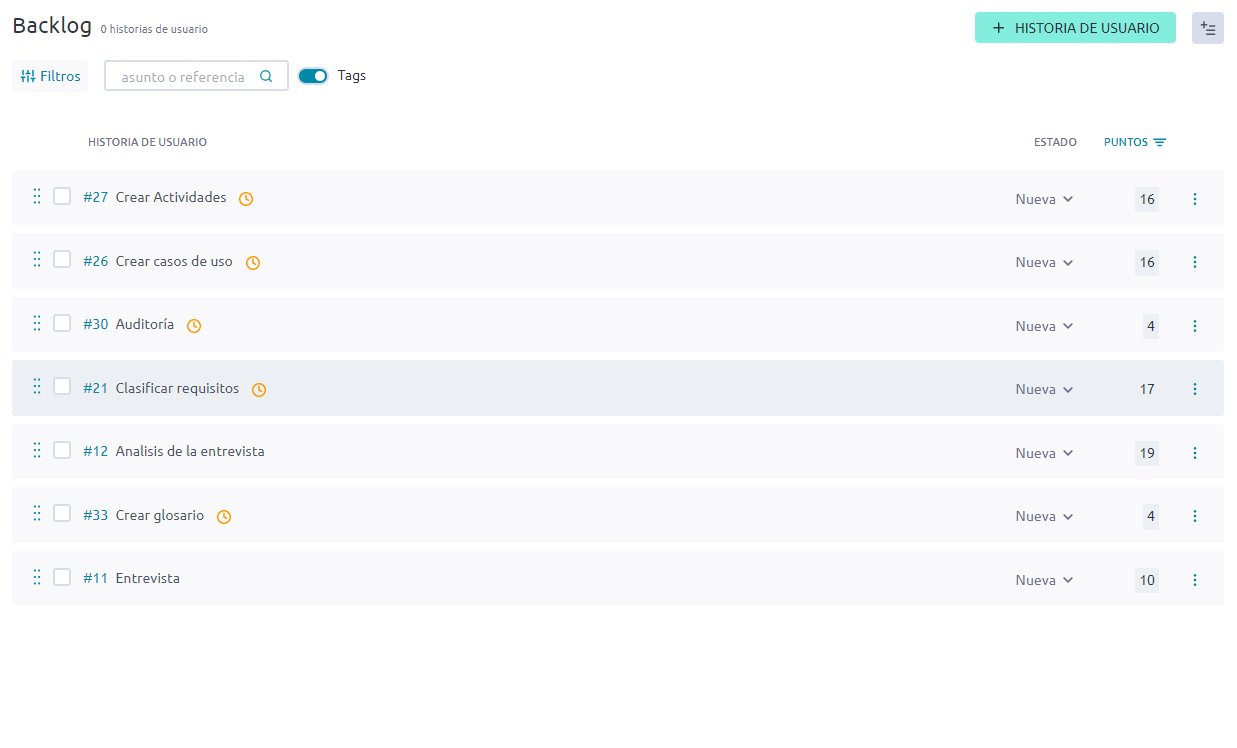 Backlog 0 historias de usuario
+ HISTORIA DE USUARIO
Filtros
asunto o referencia
Tags
HISTORIA DE USUARIO ESTADO PUNTOS
#27 Crear Actividades Nueva 16
#26 Crear casos de uso Nueva 16
#30 Auditoría Nueva 4
#21 Clasificar requisitos Nueva 17
#12 Analisis de la entrevista Nueva 19
#33 Crear glosario Nueva 4
#11 Entrevista Nueva 10